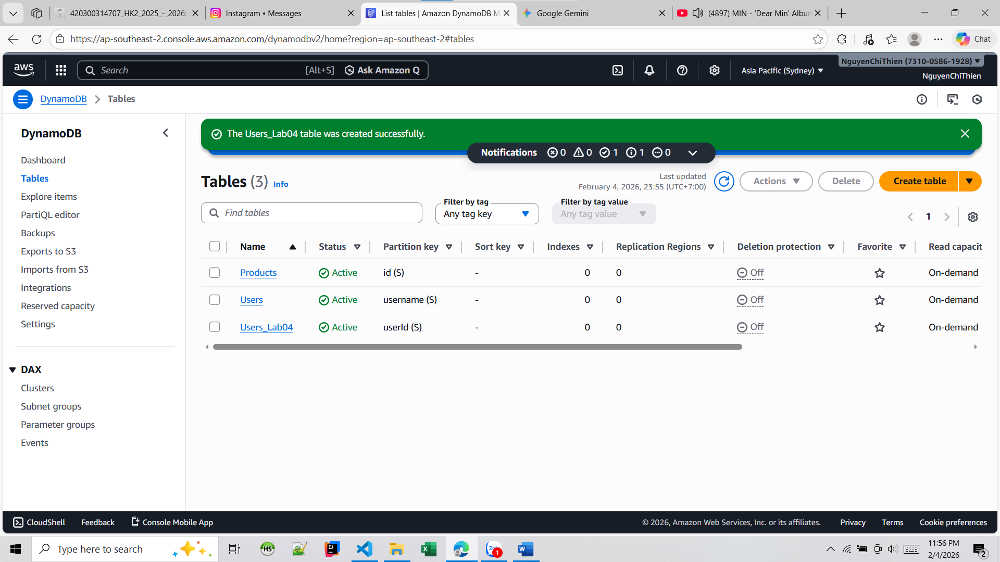 420300314707_HK2_2025_-_2026:
Instagram • Messages
List tables | Amazon DynamoDB M
Google Gemini
(4897) MIN - 'Dear Min' Album
https://ap-southeast-2.console.aws.amazon.com/dynamodbv2/home?region=ap-southeast-2#tables
Chat
aws
Search
[Alt+S]
Ask Amazon Q
Asia Pacific (Sydney)
NguyenChiThien (7310-0586-1928)
NguyenChiThien
DynamoDB
Tables
DynamoDB
Dashboard
Tables
Explore items
PartiQL editor
Backups
Exports to S3
Imports from S3
Integrations
Reserved capacity
Settings
DAX
Clusters
Subnet groups
Parameter groups
Events
The Users_Lab04 table was created successfully.
Notifications 0 0 1 1 0
Tables (3) Info
Last updated
February 4, 2026, 23:55 (UTC+7:00)
Actions
Delete
Create table
Find tables
Filter by tag
Any tag key
Filter by tag value
Any tag value
1
Name Status Partition key Sort key Indexes Replication Regions Deletion protection Favorite Read capacit
Products Active id (S) - 0 0 Off On-demand
Users Active username (S) - 0 0 Off On-demand
Users_Lab04 Active userId (S) - 0 0 Off On-demand
CloudShell Feedback Console Mobile App © 2026, Amazon Web Services, Inc. or its affiliates. Privacy Terms Cookie preferences
Type here to search
HS
IJ
X
Zalo
1
W
11:56 PM
2/4/2026
2